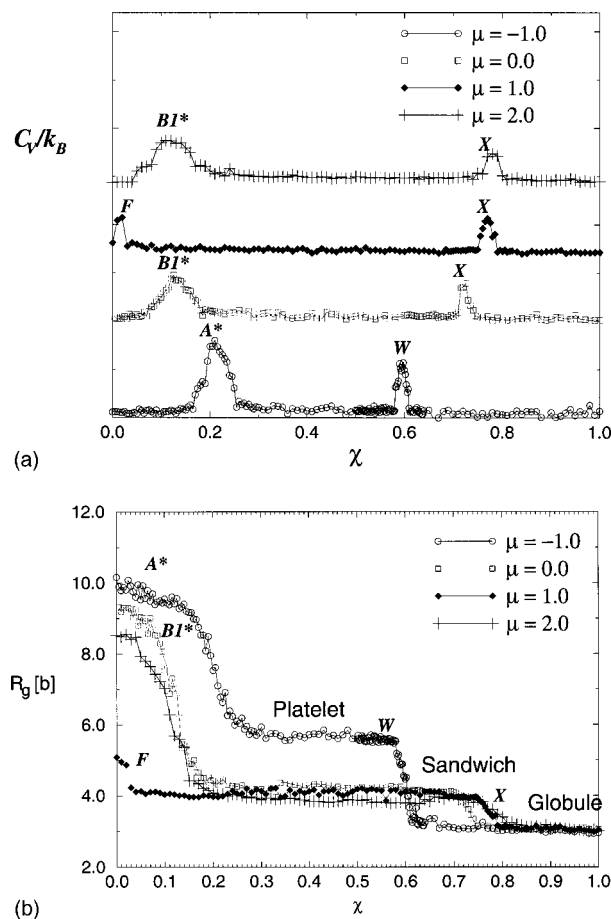 μ = −1.0
μ = 0.0
μ = 1.0
μ = 2.0
C_V/k_B
B1*
X
F
X
B1*
X
A*
W
0.0 0.2 0.4 0.6 0.8 1.0
(a)
χ
12.0
10.0
8.0
6.0
4.0
2.0
R_g [b]
A*
B1*
F
μ = −1.0
μ = 0.0
μ = 1.0
μ = 2.0
Platelet
W
Sandwich
X
Globule
0.0 0.1 0.2 0.3 0.4 0.5 0.6 0.7 0.8 0.9 1.0
(b)
χ